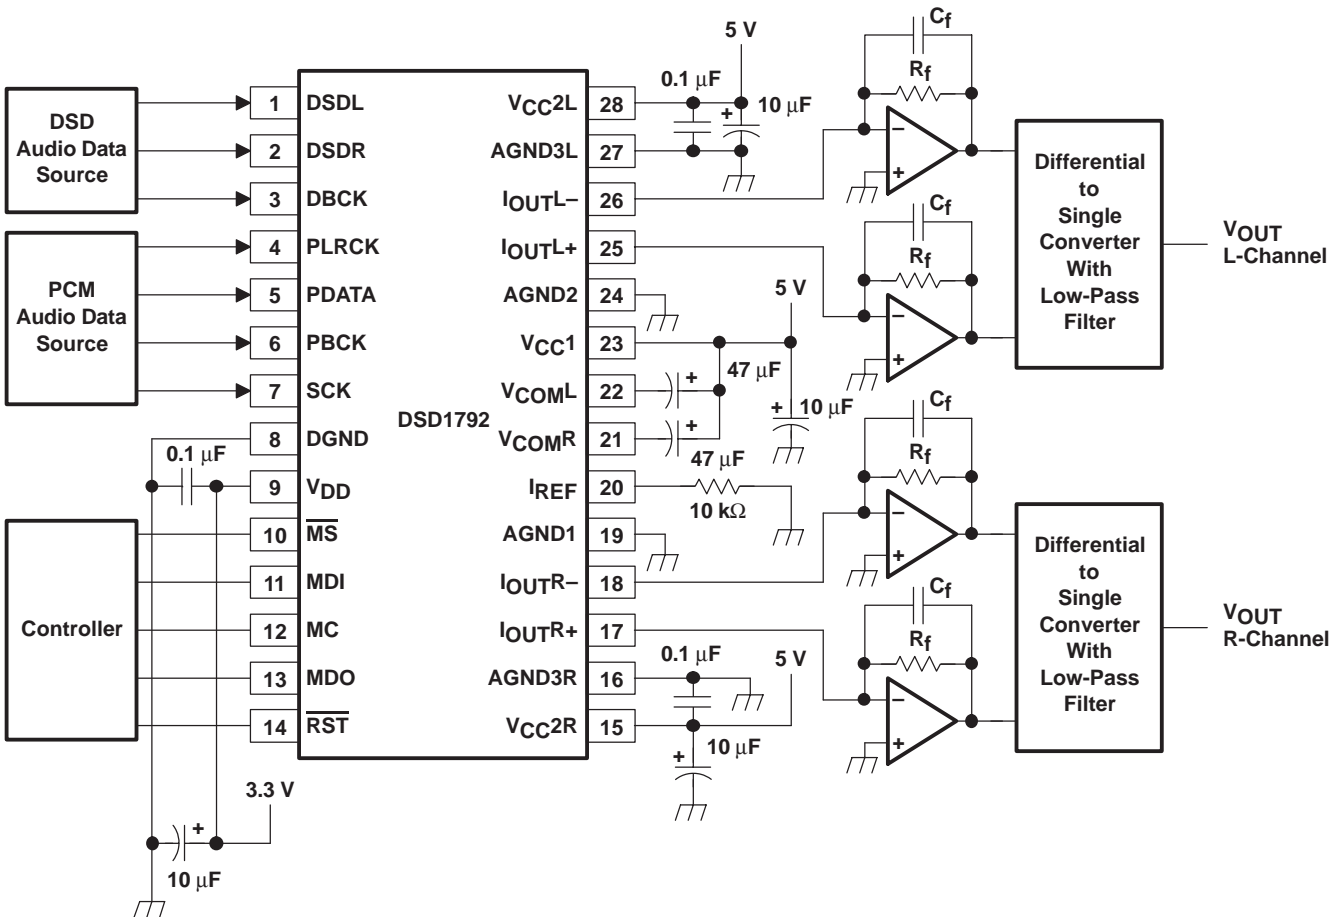 DSD
Audio Data
Source
PCM
Audio Data
Source
Controller
1
2
3
4
5
6
7
8
9
10
11
12
13
14
DSDL
DSDR
DBCK
PLRCK
PDATA
PBCK
SCK
DGND
VDD
MS
MDI
MC
MDO
RST
DSD1792
VCC2L
AGND3L
IOUTL–
IOUTL+
AGND2
VCC1
VCOML
VCOMR
IREF
AGND1
IOUTR–
IOUTR+
AGND3R
VCC2R
28
27
26
25
24
23
22
21
20
19
18
17
16
15
0.1 μF
+
3.3 V
10 μF
5 V
0.1 μF
10 μF
+
5 V
47 μF
+
+
47 μF
+
10 μF
10 kΩ
0.1 μF
5 V
10 μF
+
Cf
Rf
–
+
Cf
Rf
–
+
Cf
Rf
–
+
Cf
Rf
–
+
Differential
to
Single
Converter
With
Low-Pass
Filter
VOUT
L-Channel
Differential
to
Single
Converter
With
Low-Pass
Filter
VOUT
R-Channel